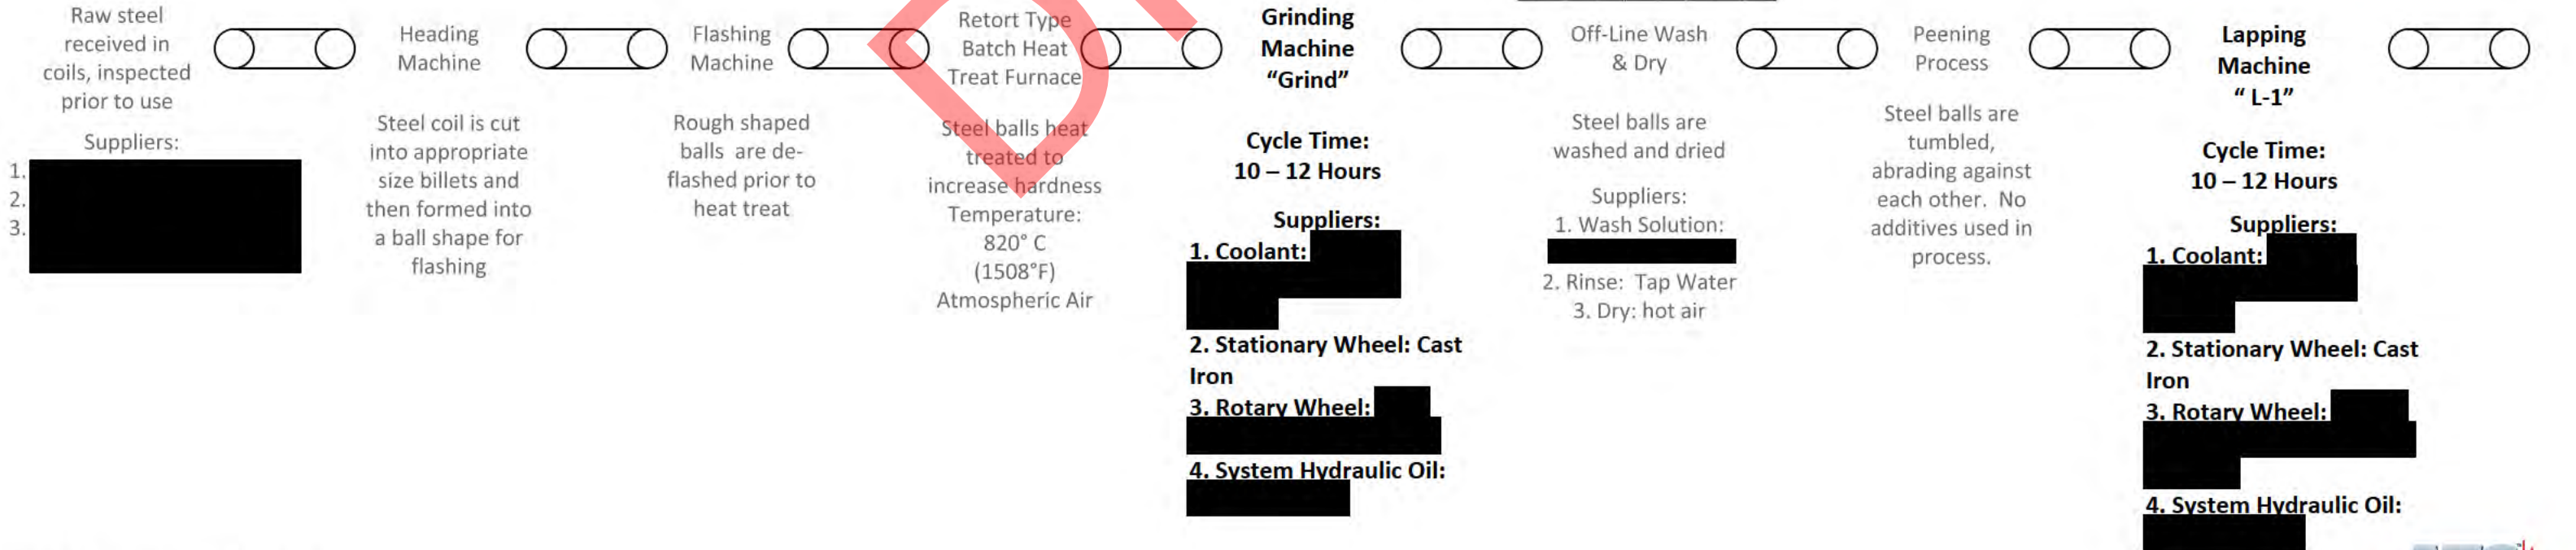 Raw steel
received in
coils, inspected
prior to use
Suppliers:
1.
2.
3.
Heading
Machine
Steel coil is cut
into appropriate
size billets and
then formed into
a ball shape for
flashing
Flashing
Machine
Rough shaped
balls are de-
flashed prior to
heat treat
Retort Type
Batch Heat
Treat Furnace
Steel balls heat
treated to
increase hardness
Temperature:
820° C
(1508°F)
Atmospheric Air
Grinding
Machine
“Grind”
Cycle Time:
10 – 12 Hours
Suppliers:
1. Coolant:
2. Stationary Wheel: Cast
Iron
3. Rotary Wheel:
4. System Hydraulic Oil:
Off-Line Wash
& Dry
Steel balls are
washed and dried
Suppliers:
1. Wash Solution:
2. Rinse: Tap Water
3. Dry: hot air
Peening
Process
Steel balls are
tumbled,
abrading against
each other. No
additives used in
process.
Lapping
Machine
“ L-1”
Cycle Time:
10 – 12 Hours
Suppliers:
1. Coolant:
2. Stationary Wheel: Cast
Iron
3. Rotary Wheel:
4. System Hydraulic Oil: